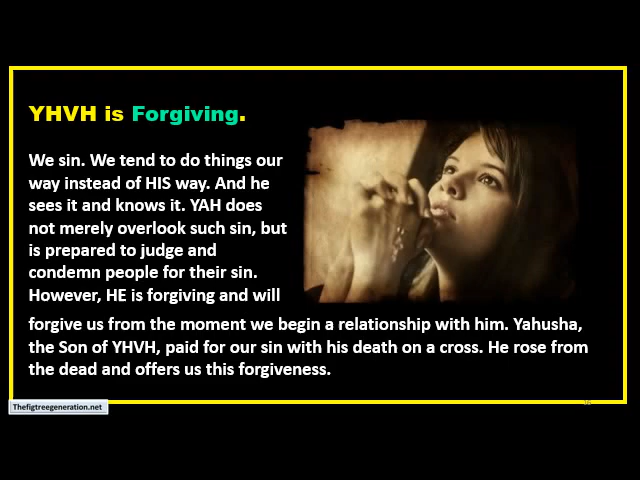 YHVH is Forgiving.
We sin. We tend to do things our
way instead of HIS way. And he
sees it and knows it. YAH does
not merely overlook such sin, but
is prepared to judge and
condemn people for their sin.
However, HE is forgiving and will
forgive us from the moment we begin a relationship with him. Yahusha,
the Son of YHVH, paid for our sin with his death on a cross. He rose from
the dead and offers us this forgiveness.
Thefigtreegeneration.net